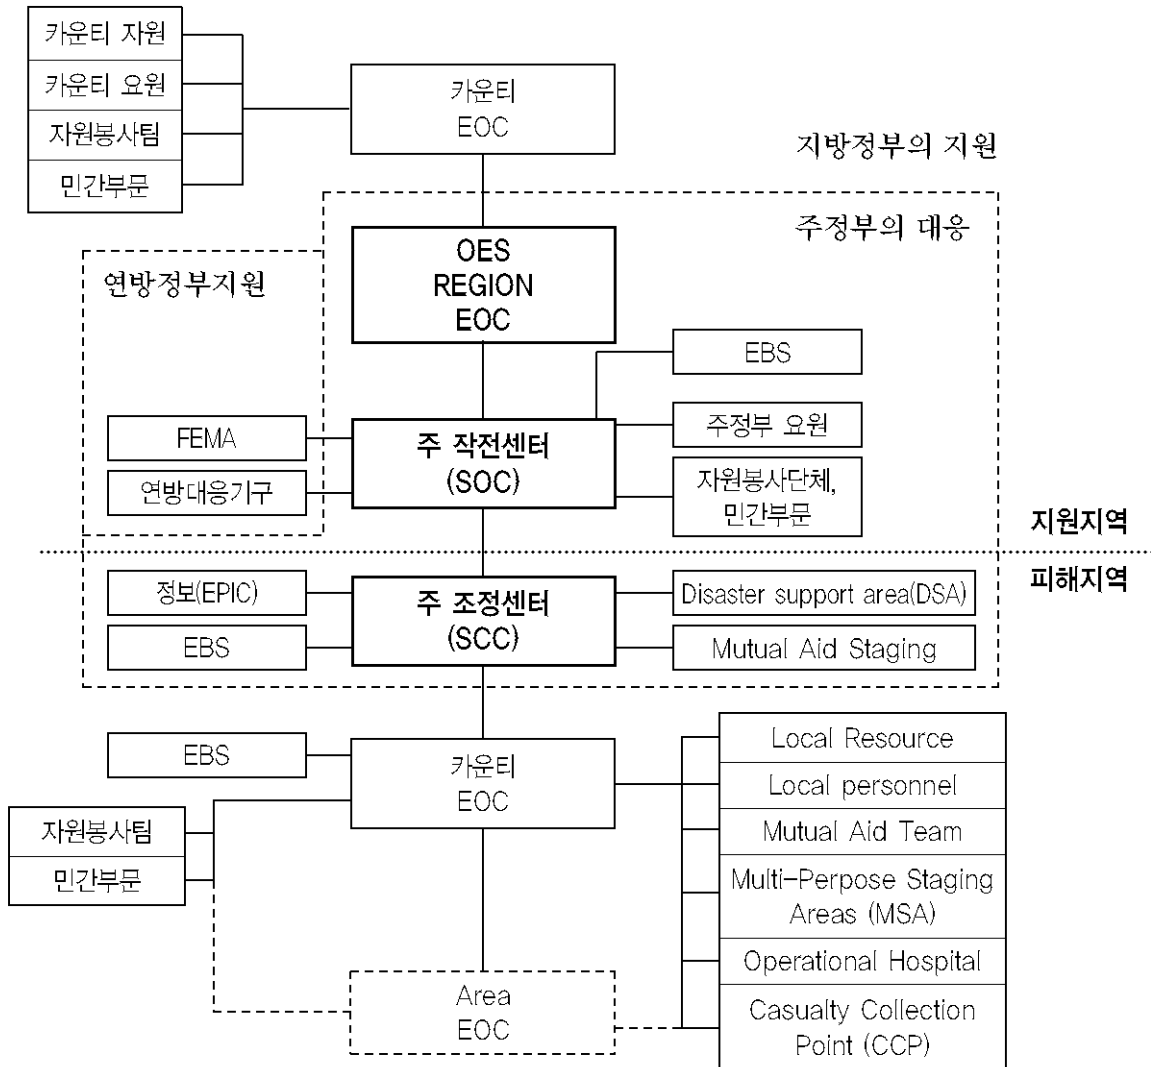 카운티 자원
카운티 요원
자원봉사팀
민간부문
카운티
EOC
지방정부의 지원
주정부의 대응
연방정부지원
OES
REGION
EOC
EBS
FEMA
연방대응기구
주 작전센터
(SOC)
주정부 요원
자원봉사단체,
민간부문
지원지역
피해지역
정보(EPIC)
EBS
주 조정센터
(SCC)
Disaster support area(DSA)
Mutual Aid Staging
EBS
카운티
EOC
자원봉사팀
민간부문
Local Resource
Local personnel
Mutual Aid Team
Multi-Perpose Staging
Areas (MSA)
Operational Hospital
Casualty Collection
Point (CCP)
Area
EOC